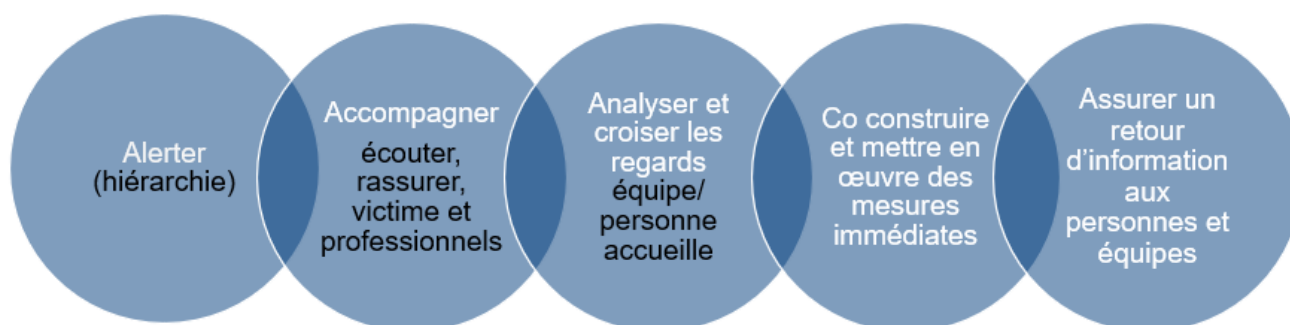 Alerter
(hiérarchie)
Accompagner
écouter,
rassurer,
victime et
professionnels
Analyser et
croiser les
regards
équipe/
personne
accueille
Co construire
et mettre en
œuvre des
mesures
immédiates
Assurer un
retour
d’information
aux
personnes et
équipes